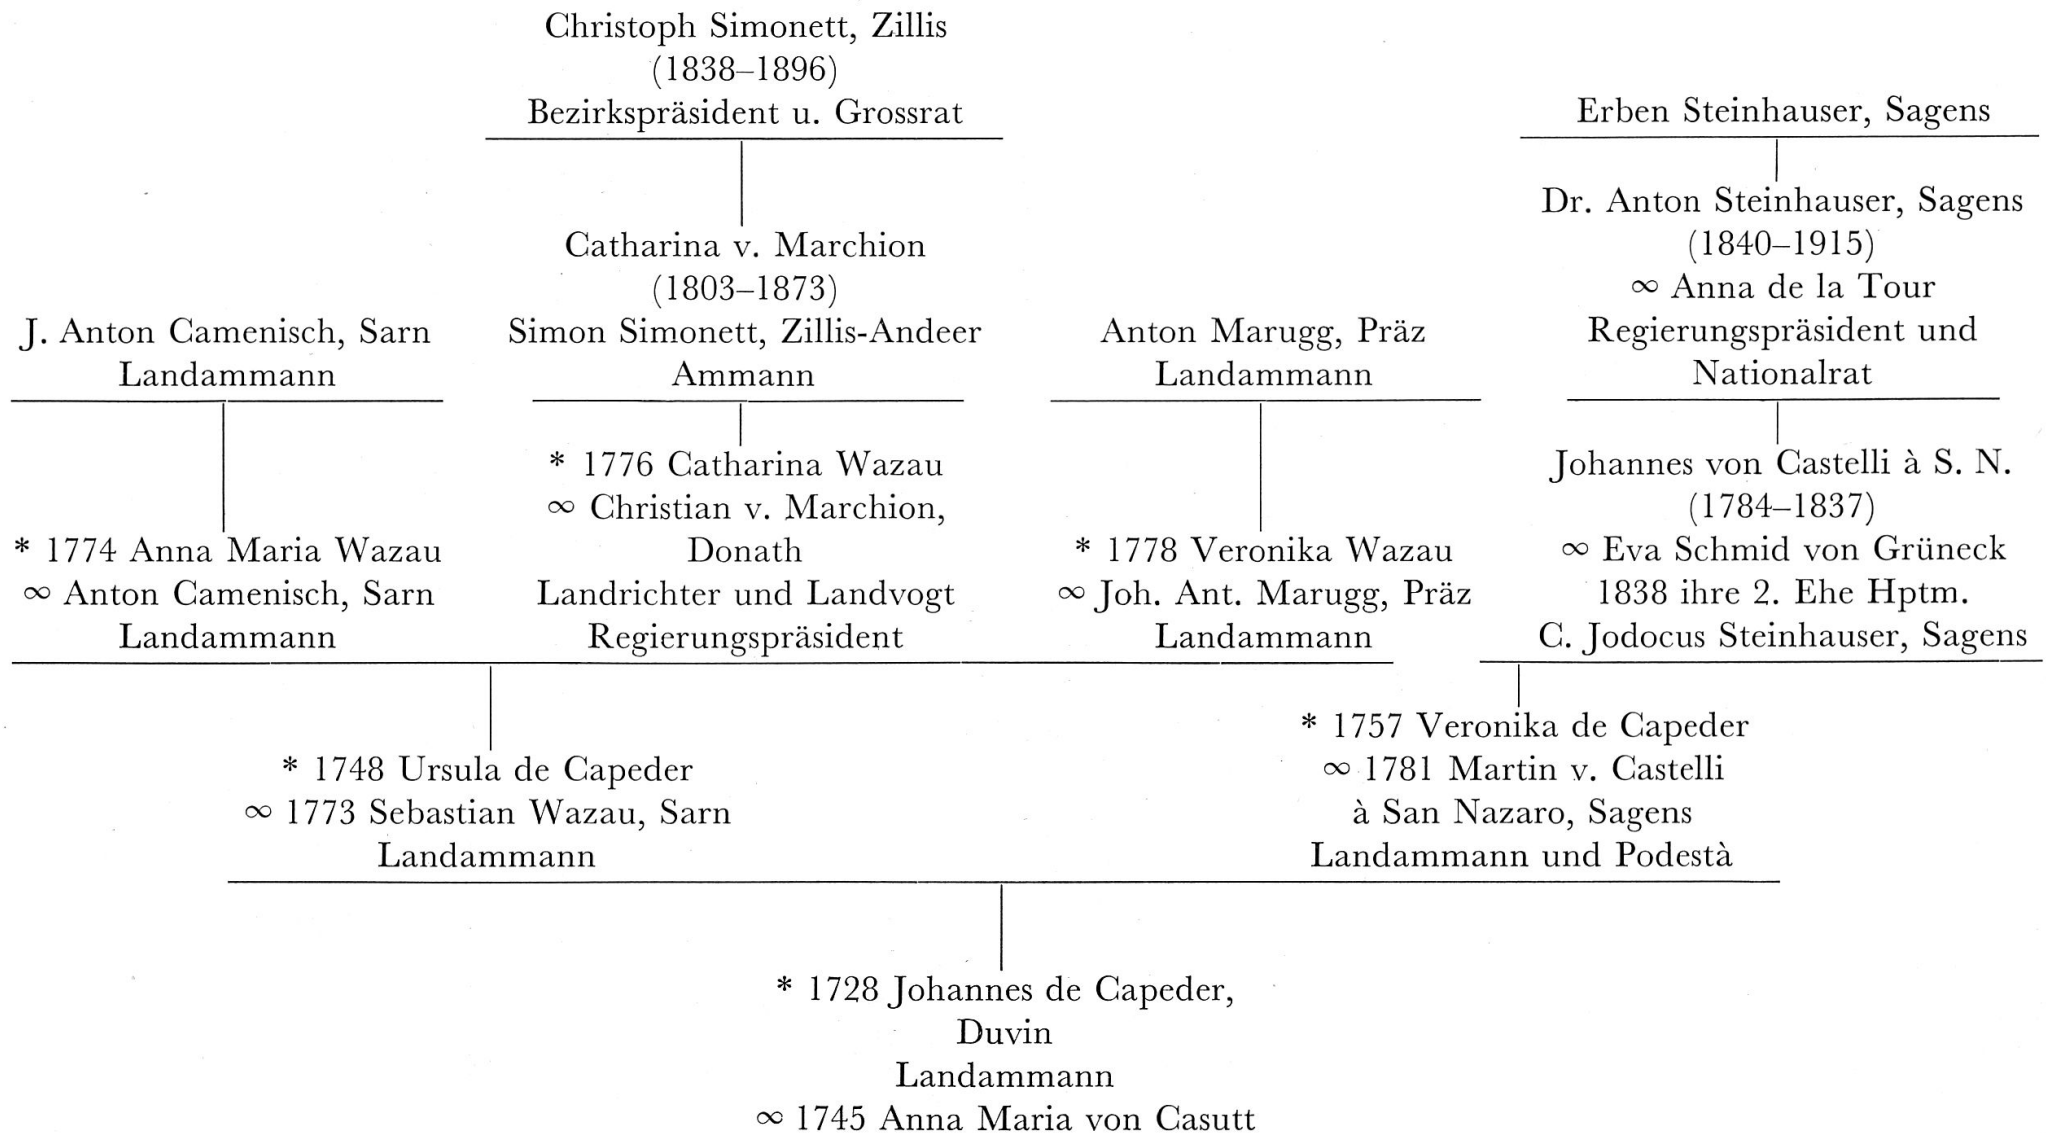 Christoph Simonett, Zillis
(1838–1896)
Bezirkspräsident u. Grossrat
Erben Steinhauser, Sagens
Dr. Anton Steinhauser, Sagens
(1840–1915)
∞ Anna de la Tour
Regierungspräsident und
Nationalrat
Catharina v. Marchion
(1803–1873)
Simon Simonett, Zillis-Andeer
Ammann
J. Anton Camenisch, Sarn
Landammann
Anton Marugg, Präz
Landammann
* 1774 Anna Maria Wazau
∞ Anton Camenisch, Sarn
Landammann
* 1776 Catharina Wazau
∞ Christian v. Marchion,
Donath
Landrichter und Landvogt
Regierungspräsident
* 1778 Veronika Wazau
∞ Joh. Ant. Marugg, Präz
Landammann
Johannes von Castelli à S. N.
(1784–1837)
∞ Eva Schmid von Grüneck
1838 ihre 2. Ehe Hptm.
C. Jodocus Steinhauser, Sagens
* 1748 Ursula de Capeder
∞ 1773 Sebastian Wazau, Sarn
Landammann
* 1757 Veronika de Capeder
∞ 1781 Martin v. Castelli
à San Nazaro, Sagens
Landammann und Podestà
* 1728 Johannes de Capeder,
Duvin
Landammann
∞ 1745 Anna Maria von Casutt